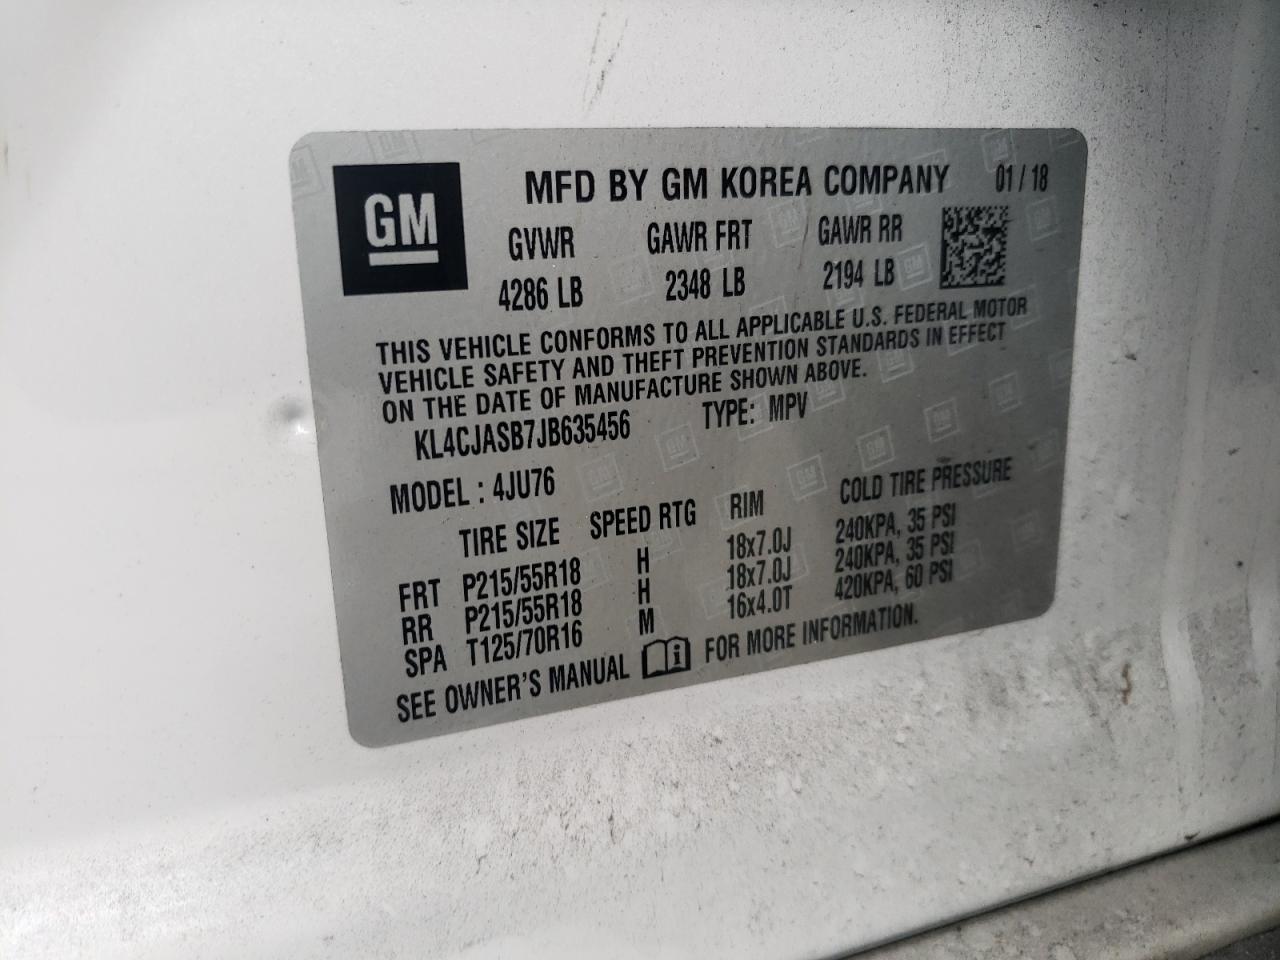 GM
MFD BY GM KOREA COMPANY 01 / 18
GVWR GAWR FRT GAWR RR
4286 LB 2348 LB 2194 LB
THIS VEHICLE CONFORMS TO ALL APPLICABLE U.S. FEDERAL MOTOR
VEHICLE SAFETY AND THEFT PREVENTION STANDARDS IN EFFECT
ON THE DATE OF MANUFACTURE SHOWN ABOVE.
KL4CJASB7JB635456 TYPE: MPV
MODEL : 4JU76
TIRE SIZE SPEED RTG RIM COLD TIRE PRESSURE
FRT P215/55R18 H 18x7.0J 240KPA, 35 PSI
RR P215/55R18 H 18x7.0J 240KPA, 35 PSI
SPA T125/70R16 M 16x4.0T 420KPA, 60 PSI
SEE OWNER'S MANUAL i FOR MORE INFORMATION.